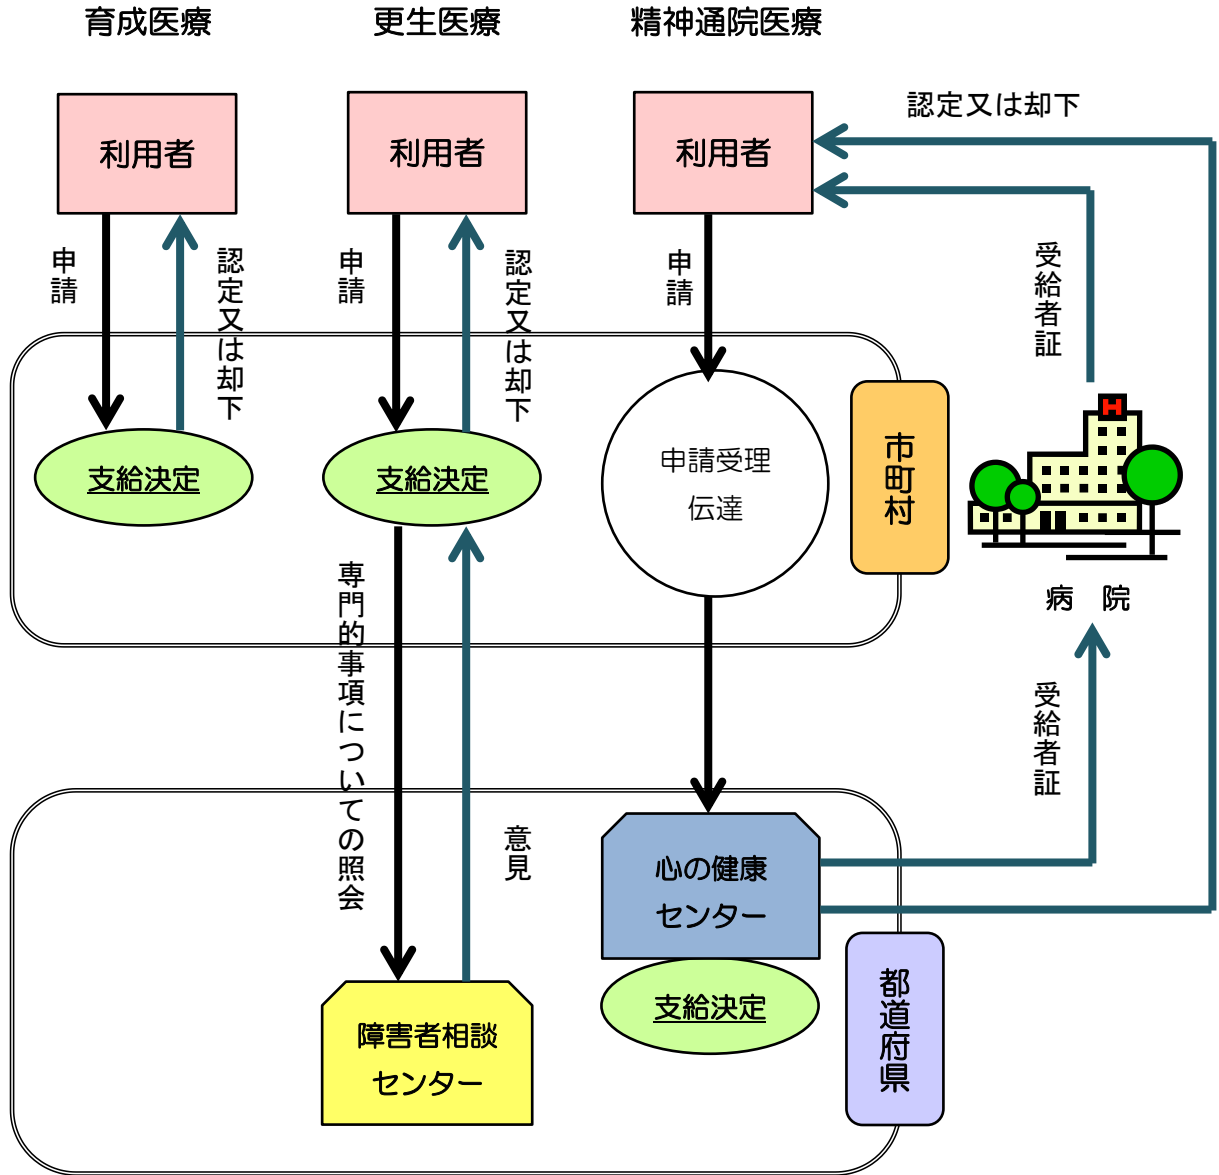 育成医療
更生医療
精神通院医療
利用者
利用者
利用者
認定又は却下
申請
認定又は却下
申請
認定又は却下
申請
受給者証
支給決定
支給決定
申請受理
伝達
市町村
H
病　院
専門的事項についての照会
意見
受給者証
心の健康
センター
支給決定
障害者相談
センター
都道府県